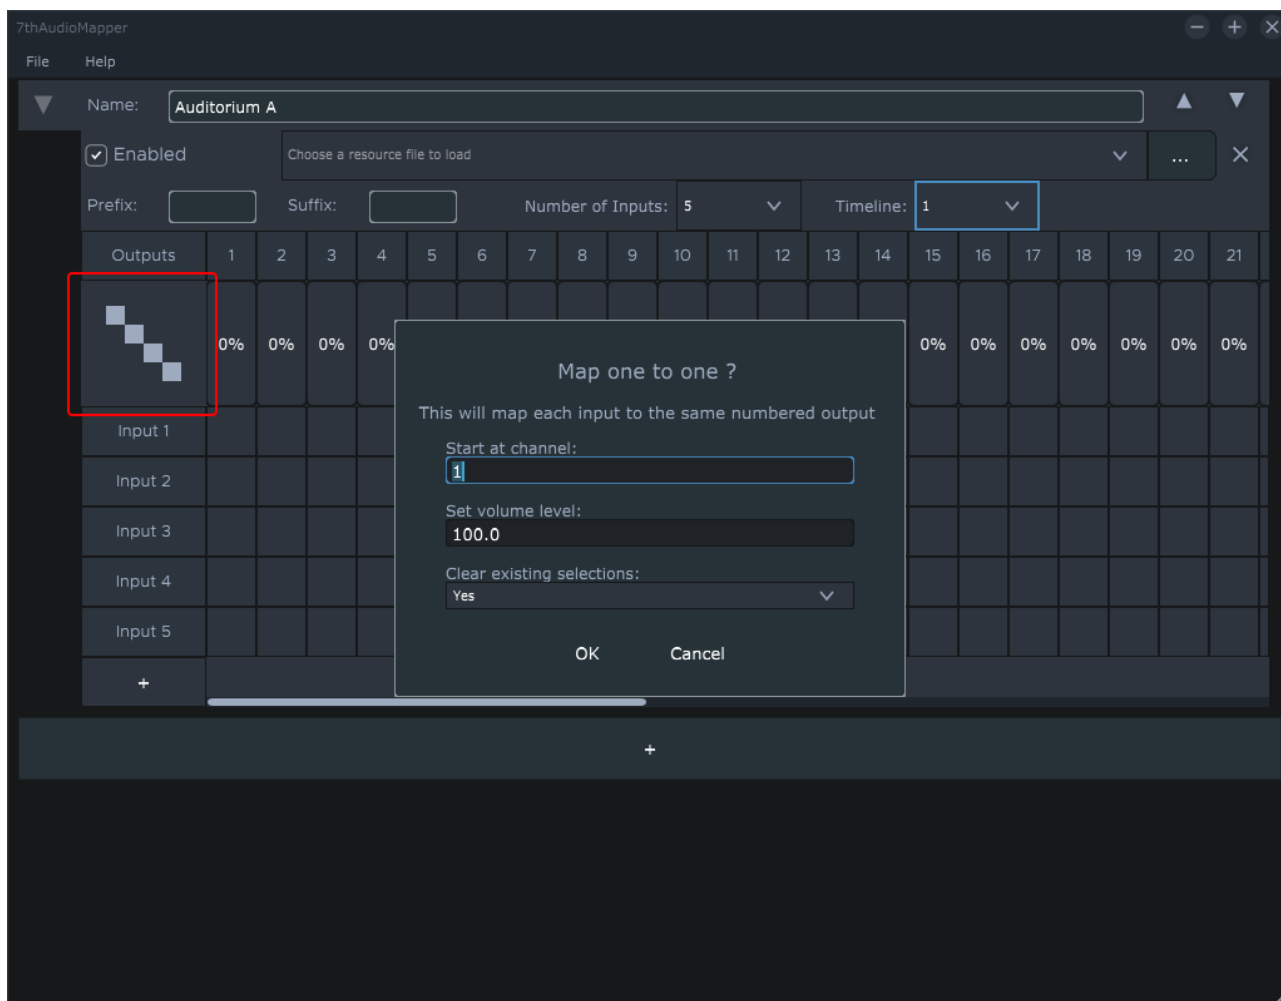 7thAudioMapper
File Help
Name: Auditorium A
Enabled Choose a resource file to load ...
Prefix: Suffix: Number of Inputs: 5 Timeline: 1
Outputs 1 2 3 4 5 6 7 8 9 10 11 12 13 14 15 16 17 18 19 20 21
0% 0% 0% 0% 0% 0% 0% 0% 0% 0% 0%
Map one to one ?
This will map each input to the same numbered output
Start at channel:
1
Set volume level:
100.0
Clear existing selections:
Yes
OK Cancel
Input 1
Input 2
Input 3
Input 4
Input 5
+
+